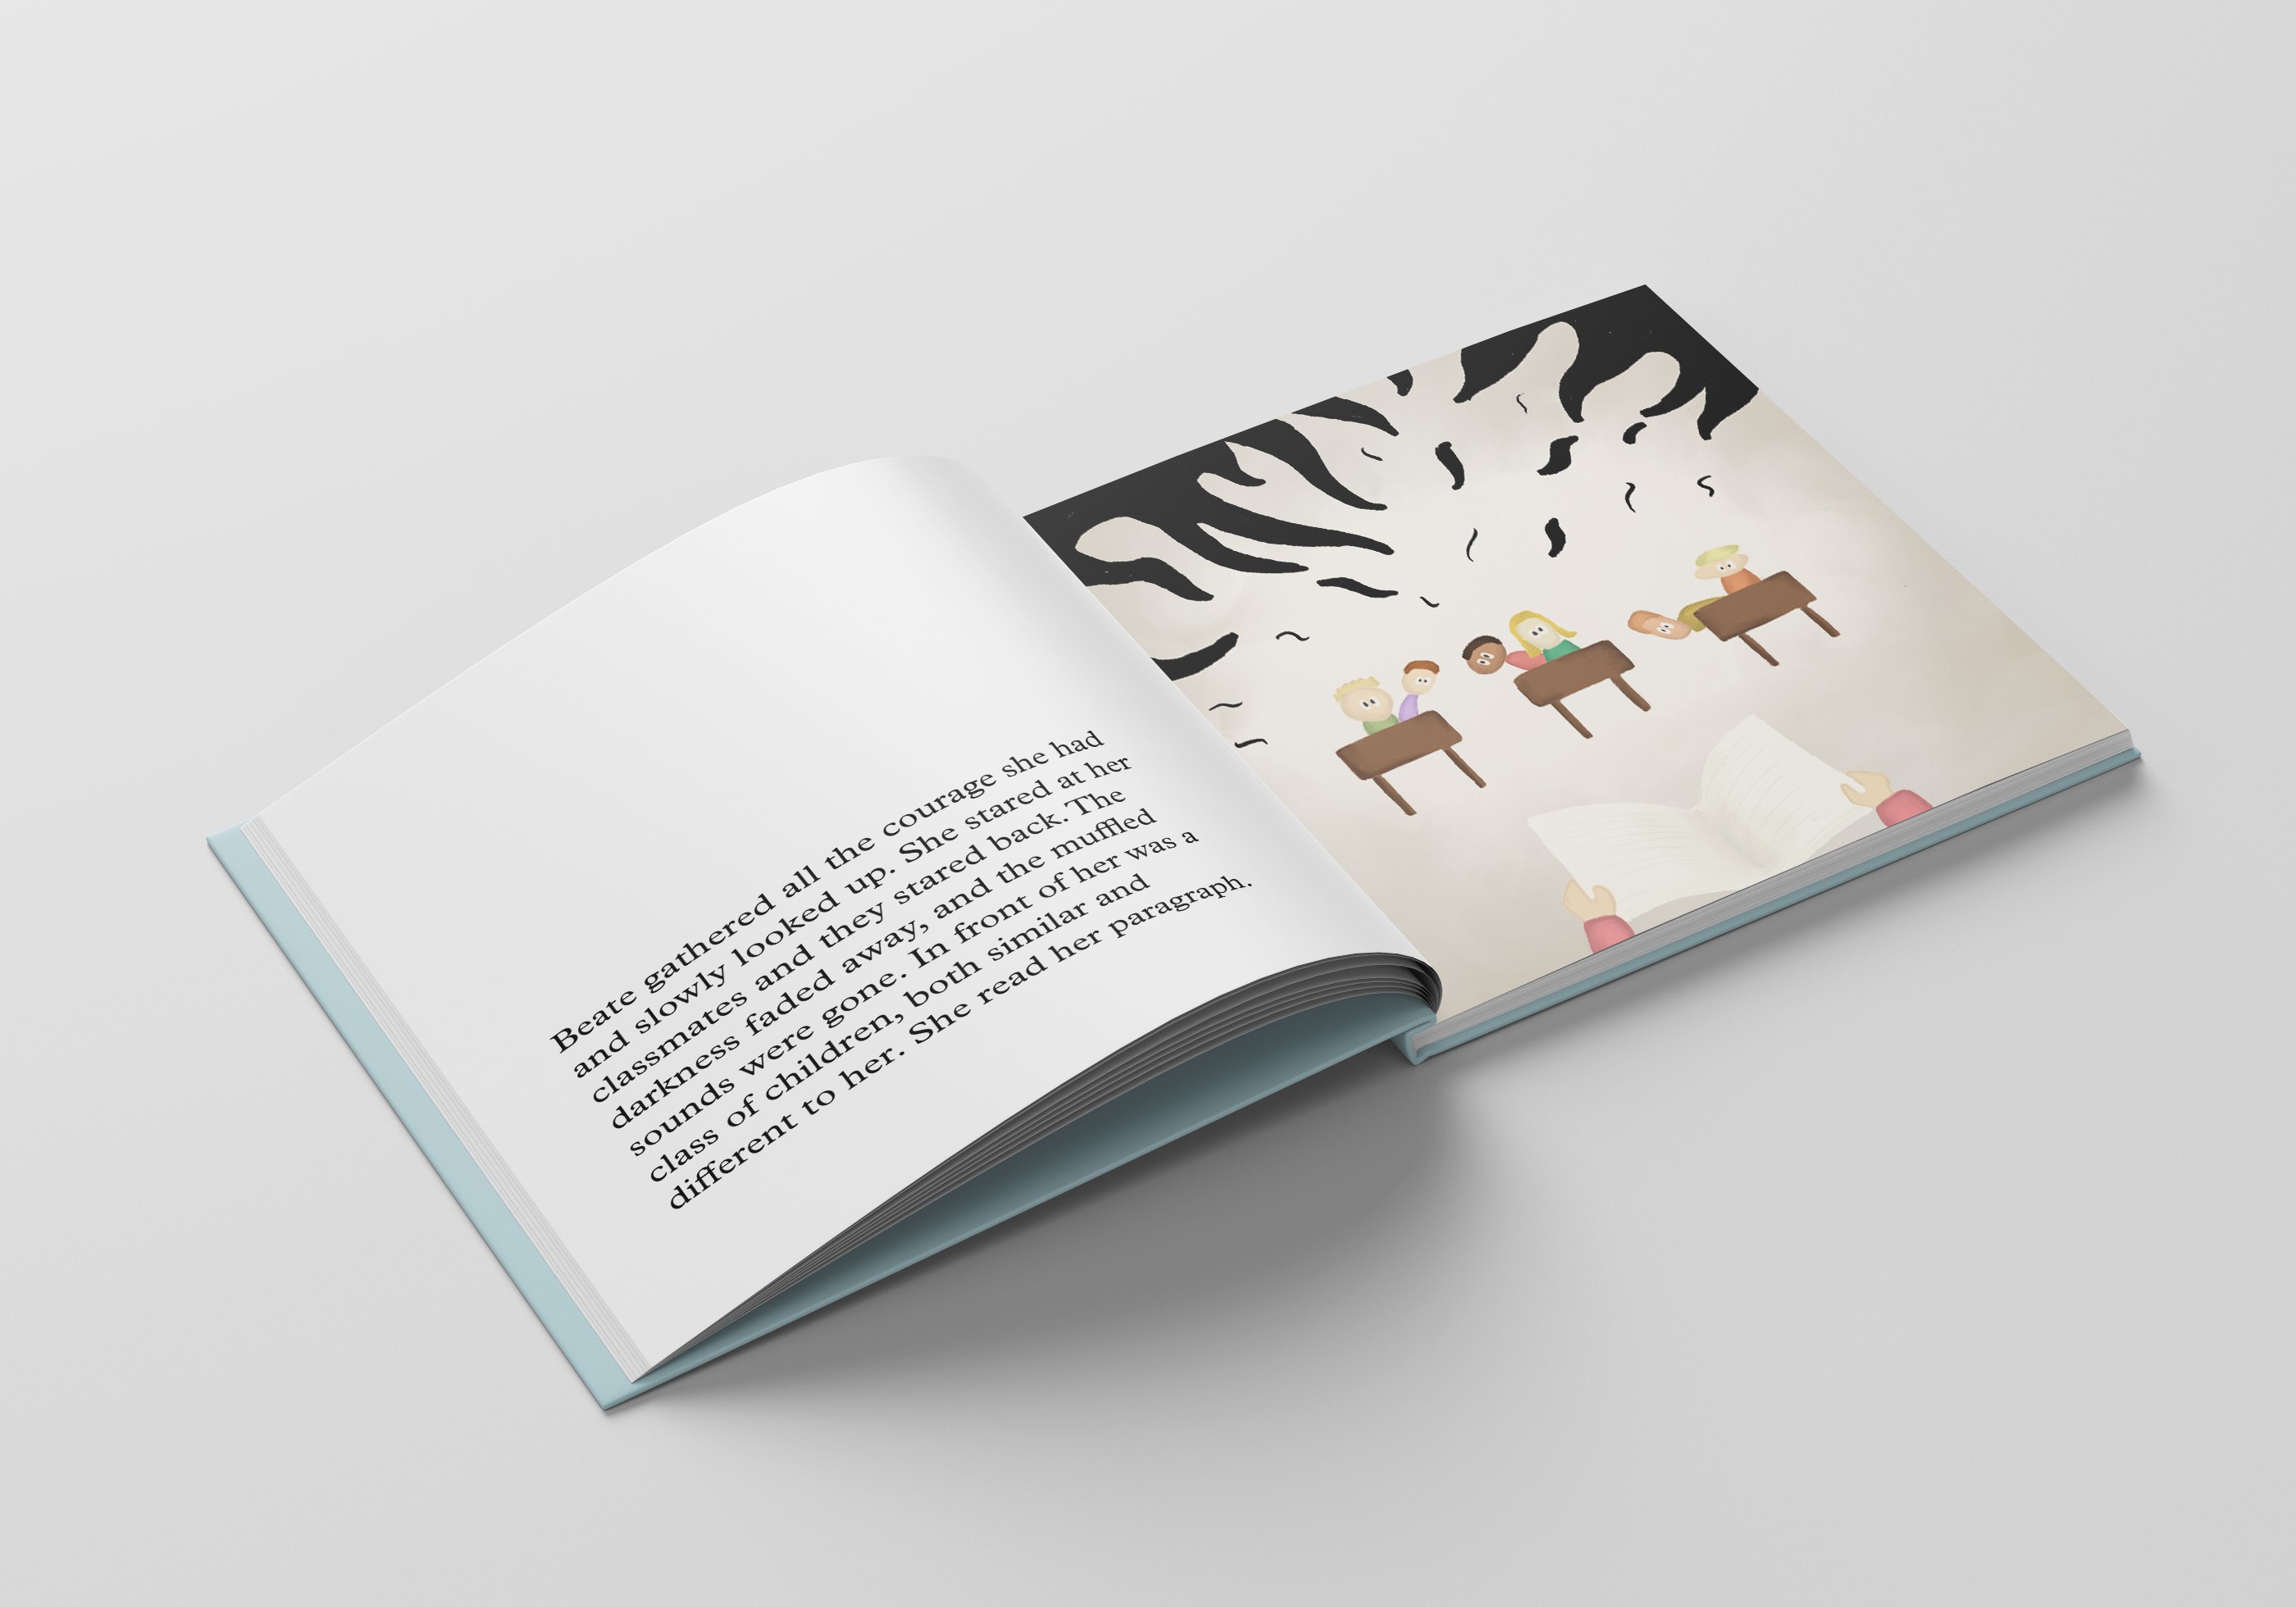 Beate gathered all the courage she had
and slowly looked up. She stared at her
classmates and they stared back. The
darkness faded away, and the muffled
sounds were gone. In front of her was a
class of children, both similar and
different to her. She read her paragraph.